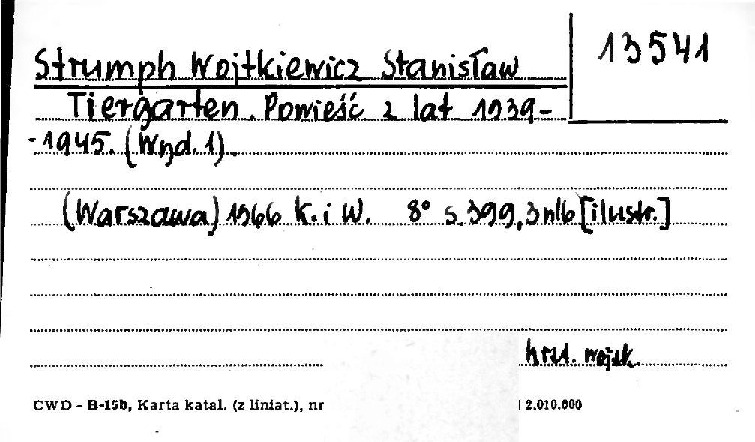 13541
Strumph Wojtkiewicz Stanisław
Tiergarten. Powieść z lat 1939-
-1945. (Wyd. 1).
(Warszawa) 1966 K. i W. 8° s. 399, 3 nlb [ilustr.]
wojsk.
CWD – B-15b, Karta katal. (z liniat.), nr
2.010.000